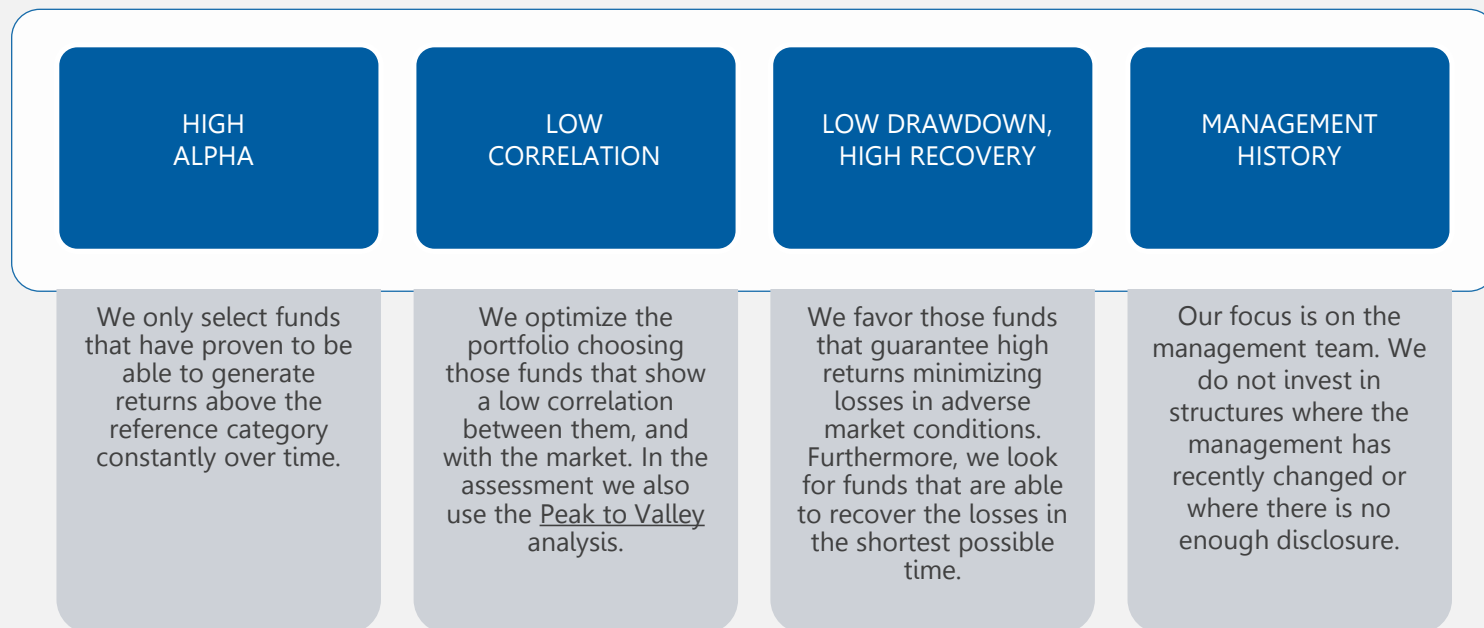 HIGH
ALPHA
We only select funds
that have proven to be
able to generate
returns above the
reference category
constantly over time.
LOW
CORRELATION
We optimize the
portfolio choosing
those funds that show
a low correlation
between them, and
with the market. In the
assessment we also
use the Peak to Valley
analysis.
LOW DRAWDOWN,
HIGH RECOVERY
We favor those funds
that guarantee high
returns minimizing
losses in adverse
market conditions.
Furthermore, we look
for funds that are able
to recover the losses in
the shortest possible
time.
MANAGEMENT
HISTORY
Our focus is on the
management team. We
do not invest in
structures where the
management has
recently changed or
where there is no
enough disclosure.